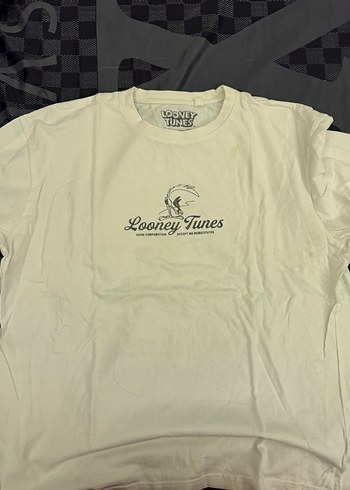 LOONEY
TUNES
Looney Tunes
ACME CORPORATION ACCEPT NO SUBSTITUTES